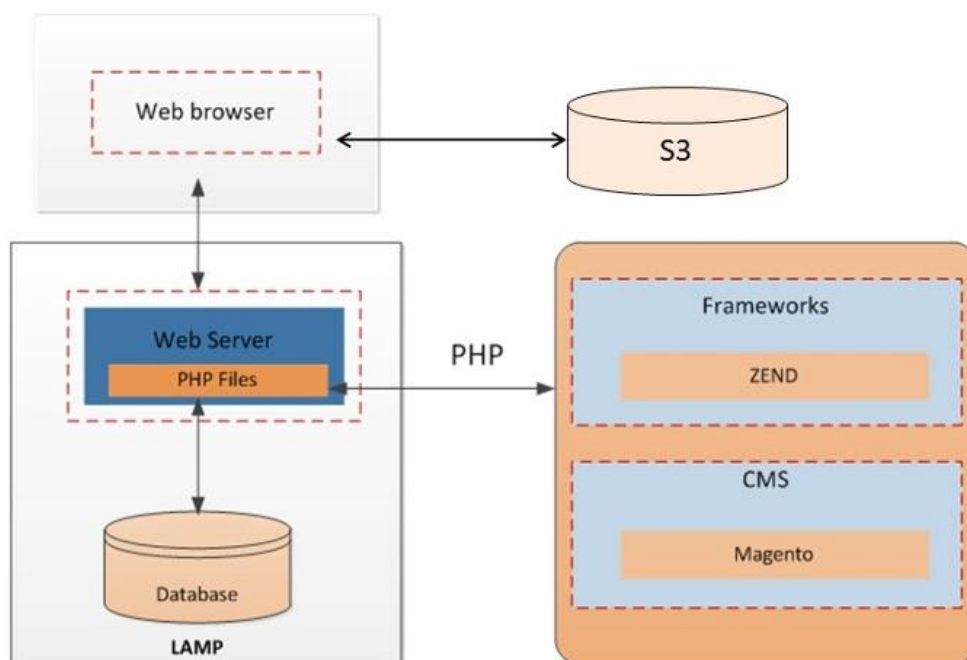 Web browser
S3
Web Server
PHP Files
PHP
Frameworks
ZEND
CMS
Magento
Database
LAMP